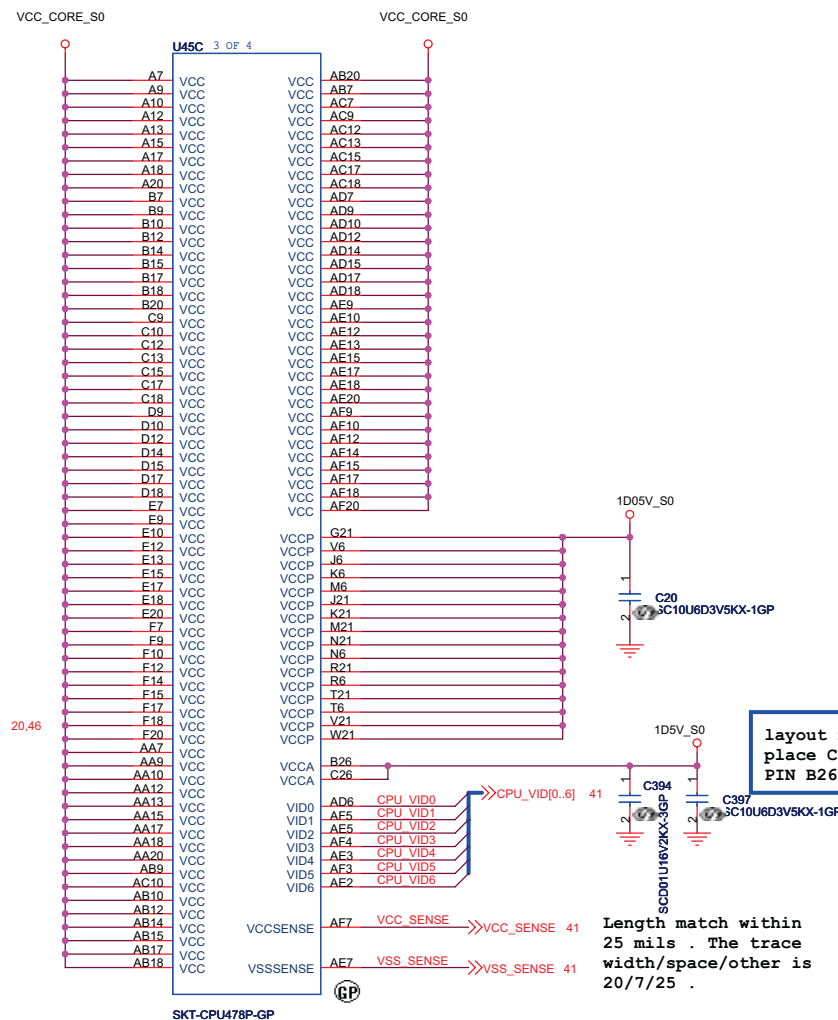 VCC_CORE_S0
VCC_CORE_S0
U45C 3 OF 4
A7 VCC VCC AB20
A9 VCC VCC AB7
A10 VCC VCC AC7
A12 VCC VCC AC9
A13 VCC VCC AC12
A15 VCC VCC AC13
A17 VCC VCC AC15
A18 VCC VCC AC17
A20 VCC VCC AC18
B7 VCC VCC AD7
B9 VCC VCC AD9
B10 VCC VCC AD10
B12 VCC VCC AD12
B14 VCC VCC AD14
B15 VCC VCC AD15
B17 VCC VCC AD17
B18 VCC VCC AD18
B20 VCC VCC AE9
C9 VCC VCC AE10
C10 VCC VCC AE12
C12 VCC VCC AE13
C13 VCC VCC AE15
C15 VCC VCC AE17
C17 VCC VCC AE18
C18 VCC VCC AE20
D9 VCC VCC AF9
D10 VCC VCC AF10
D12 VCC VCC AF12
D14 VCC VCC AF14
D15 VCC VCC AF15
D17 VCC VCC AF17
D18 VCC VCC AF18
E7 VCC VCC AF20
E9 VCC
E10 VCC VCCP G21
E12 VCC VCCP V6
E13 VCC VCCP J6
E15 VCC VCCP K6
E17 VCC VCCP M6
E18 VCC VCCP J21
E20 VCC VCCP K21
F7 VCC VCCP M21
F9 VCC VCCP N21
F10 VCC VCCP N6
F12 VCC VCCP R21
F14 VCC VCCP R6
F15 VCC VCCP T21
F17 VCC VCCP T6
F18 VCC VCCP V21
F20 VCC VCCP W21
AA7 VCC
AA9 VCC VCCA B26
AA10 VCC VCCA C26
AA12 VCC
AA13 VCC VID0 AD6 CPU_VID0
AA15 VCC VID1 AF5 CPU_VID1
AA17 VCC VID2 AE5 CPU_VID2
AA18 VCC VID3 AF4 CPU_VID3
AA20 VCC VID4 AE3 CPU_VID4
AB9 VCC VID5 AF3 CPU_VID5
AC10 VCC VID6 AE2 CPU_VID6
AB10 VCC
AB12 VCC
AB14 VCC VCCSENSE AF7 VCC_SENSE VCC_SENSE 41
AB15 VCC
AB17 VCC
AB18 VCC VSSSENSE AE7 VSS_SENSE VSS_SENSE 41
20,46
CPU_VID[0..6] 41
1D05V_S0
1
2
C20
SC10U6D3V5KX-1GP
1D5V_S0
1
2
C394
SCD01U16V2KX-3GP
1
2
C397
SC10U6D3V5KX-1GP
layout
place C
PIN B26
Length match within
25 mils . The trace
width/space/other is
20/7/25 .
GP
SKT-CPU478P-GP